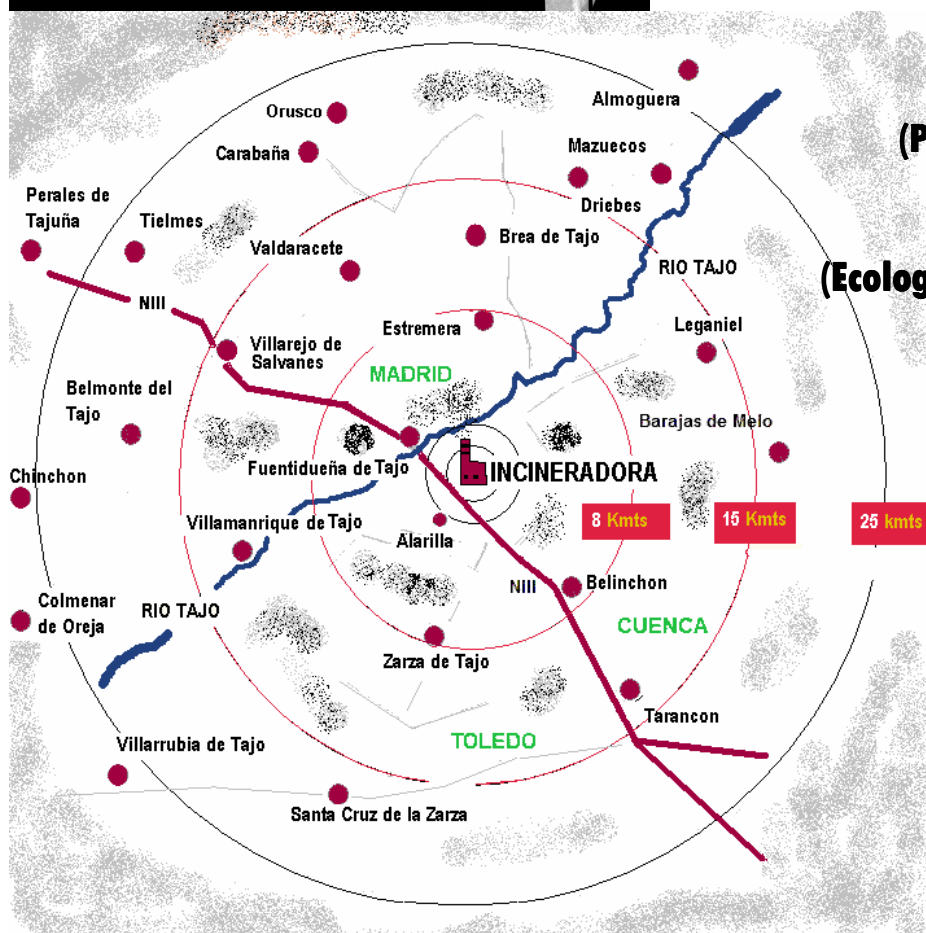 Almoguera
Orusco
(P
Carabaña
Mazuecos
Perales de
Tajuña
Tielmes
Driebes
Valdaracete
Brea de Tajo
RIO TAJO
(Ecolog
NIII
Estremera
Leganiel
Villarejo de
Salvanes
MADRID
Belmonte del
Tajo
Barajas de Melo
Fuentidueña de Tajo
INCINERADORA
Chinchon
Villamanrique de Tajo
8 Kmts
15 Kmts
25 kmts
Alarilla
NIII
Belinchon
Colmenar
de Oreja
RIO TAJO
CUENCA
Zarza de Tajo
Tarancon
TOLEDO
Villarrubia de Tajo
Santa Cruz de la Zarza